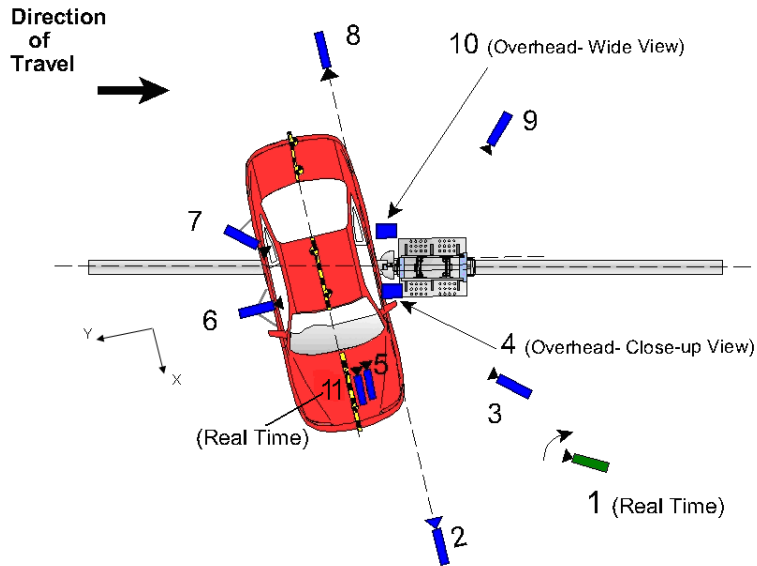 Direction
of
Travel
8
10 (Overhead- Wide View)
9
7
6
Y
X
4 (Overhead- Close-up View)
5
11
3
(Real Time)
1 (Real Time)
2